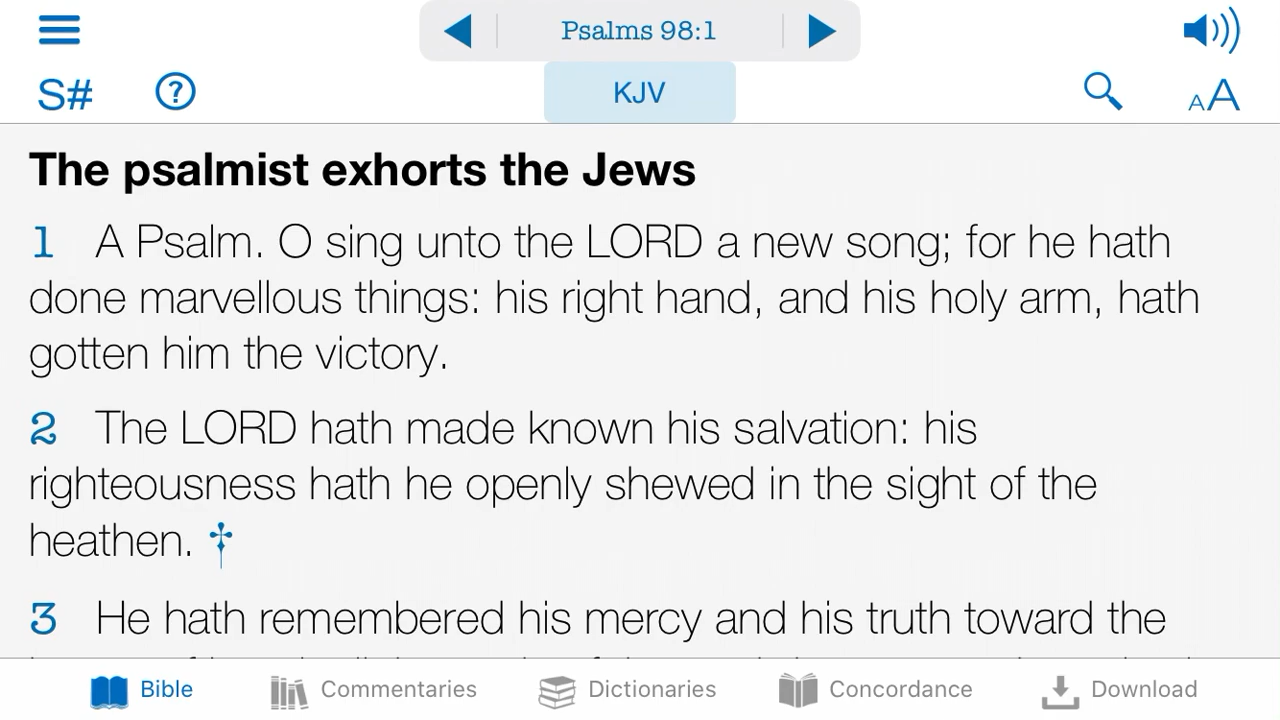 Psalms 98:1
S#
?
KJV
AA
The psalmist exhorts the Jews
1 A Psalm. O sing unto the LORD a new song; for he hath
done marvellous things: his right hand, and his holy arm, hath
gotten him the victory.
2 The LORD hath made known his salvation: his
righteousness hath he openly shewed in the sight of the
heathen. †
3 He hath remembered his mercy and his truth toward the
Bible
Commentaries
Dictionaries
Concordance
Download